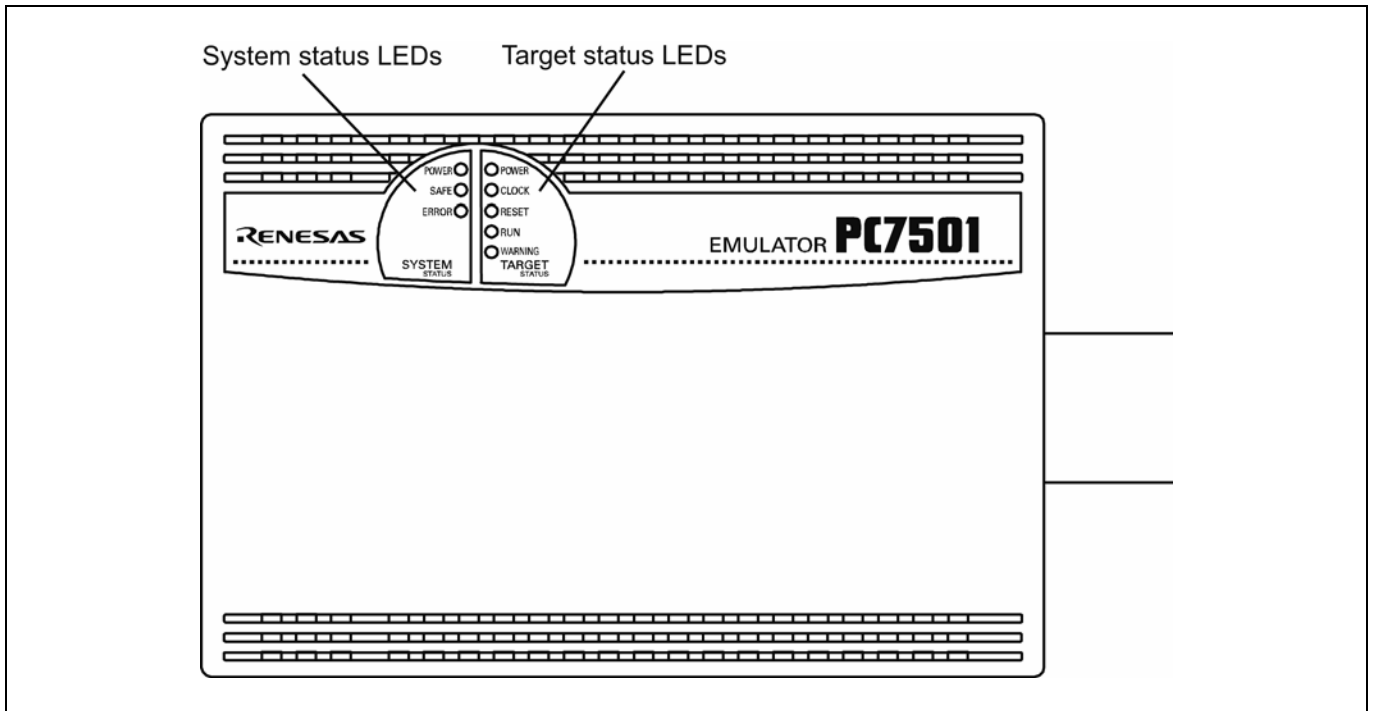 System status LEDs
Target status LEDs
POWER
SAFE
ERROR
SYSTEM
STATUS
POWER
CLOCK
RESET
RUN
WARNING
TARGET
STATUS
RENESAS
EMULATOR PC7501